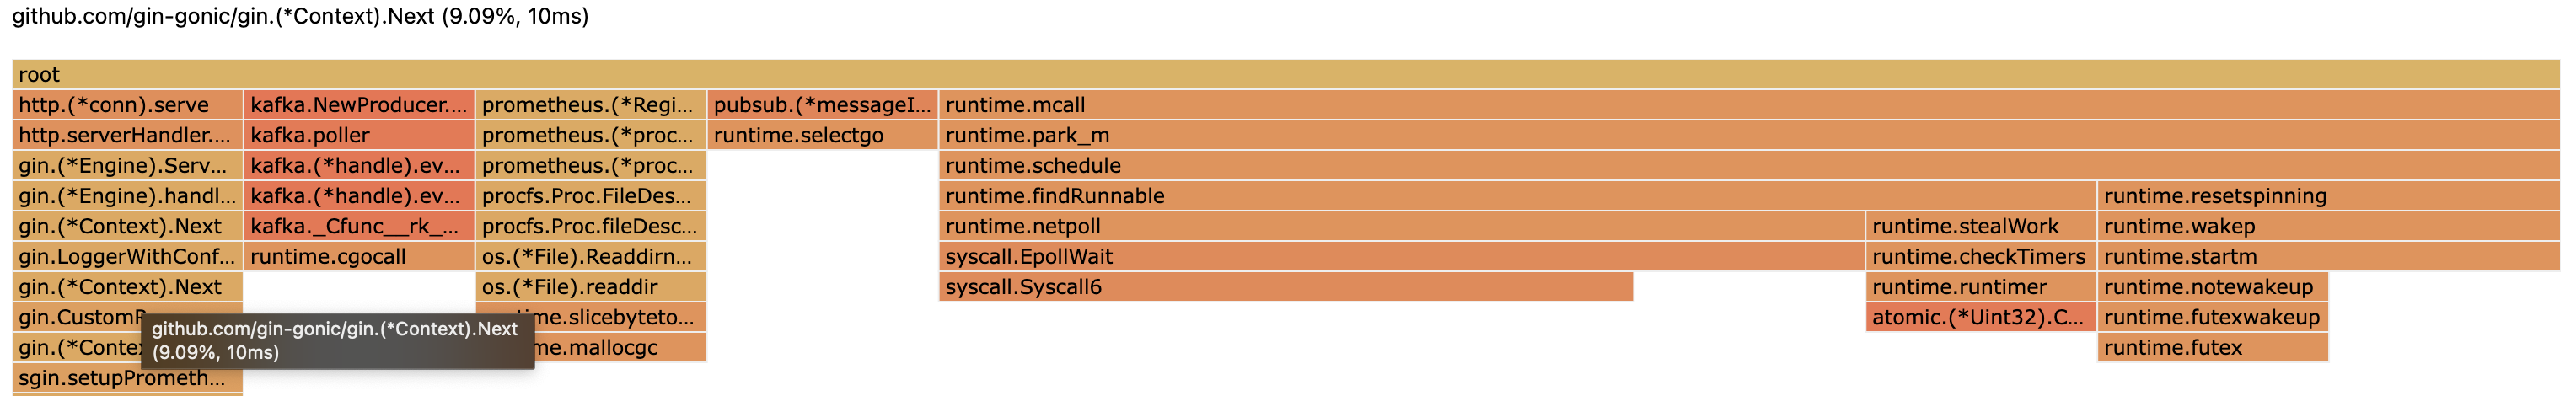 github.com/gin-gonic/gin.(*Context).Next (9.09%, 10ms)
root
http.(*conn).serve kafka.NewProducer.... prometheus.(*Regi... pubsub.(*messageI... runtime.mcall
http.serverHandler.... kafka.poller prometheus.(*proc... runtime.selectgo runtime.park_m
gin.(*Engine).Serv... kafka.(*handle).ev... prometheus.(*proc... runtime.schedule
gin.(*Engine).handl... kafka.(*handle).ev... procfs.Proc.FileDes... runtime.findRunnable runtime.resetspinning
gin.(*Context).Next kafka._Cfunc__rk_... procfs.Proc.fileDesc... runtime.netpoll runtime.stealWork runtime.wakep
gin.LoggerWithConf... runtime.cgocall os.(*File).Readdirn... syscall.EpollWait runtime.checkTimers runtime.startm
gin.(*Context).Next os.(*File).readdir syscall.Syscall6 runtime.runtimer runtime.notewakeup
gin.CustomRecover time.slicebyteto... atomic.(*Uint32).C... runtime.futexwakeup
github.com/gin-gonic/gin.(*Context).Next
(9.09%, 10ms)
gin.(*Conte me.mallocgc runtime.futex
sgin.setupPrometh...